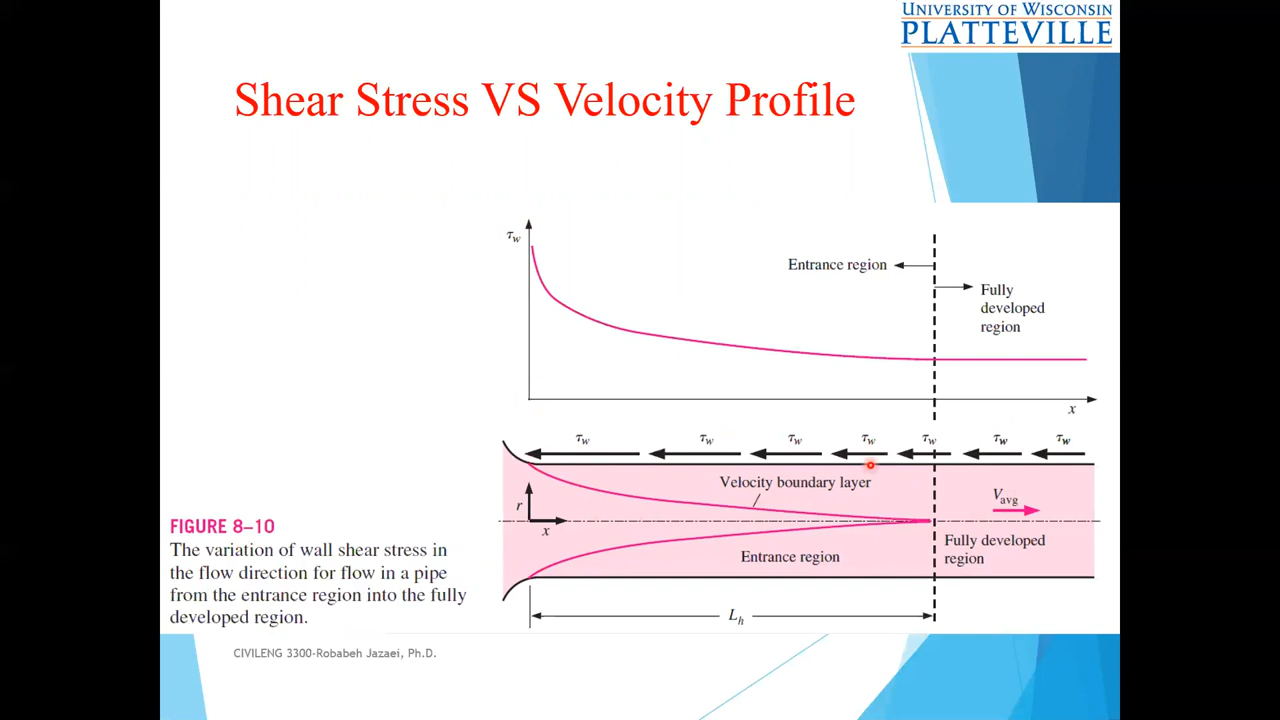 UNIVERSITY OF WISCONSIN
PLATTEVILLE
Shear Stress VS Velocity Profile
τw
Entrance region
Fully
developed
region
x
τw τw τw τw τw τw τw
Velocity boundary layer
r
x
Vavg
Entrance region
Fully developed
region
Lh
FIGURE 8–10
The variation of wall shear stress in
the flow direction for flow in a pipe
from the entrance region into the fully
developed region.
CIVILENG 3300-Robabeh Jazaei, Ph.D.